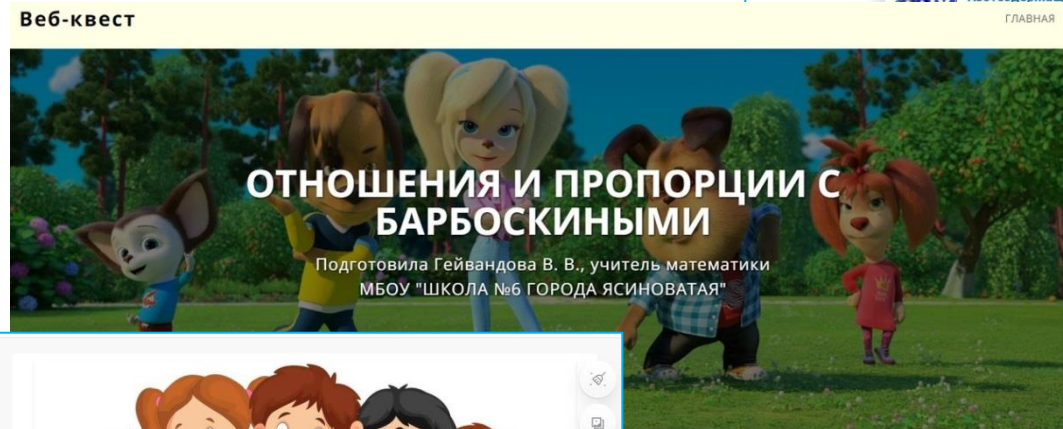 Веб-квест
ГЛАВНАЯ
ОТНОШЕНИЯ И ПРОПОРЦИИ С
БАРБОСКИНЫМИ
Подготовила Гейвандова В. В., учитель математики
МБОУ "ШКОЛА №6 ГОРОДА ЯСИНОВАТАЯ"